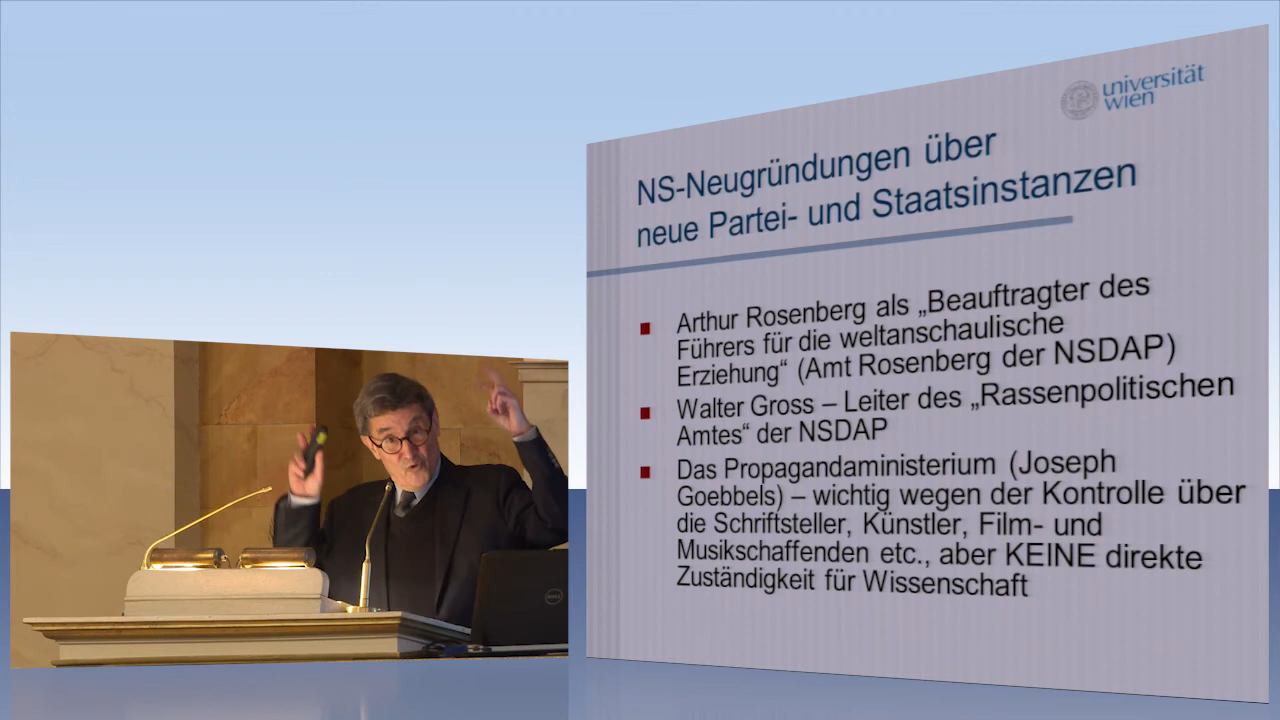 universität
wien
NS-Neugründungen über
neue Partei- und Staatsinstanzen
Arthur Rosenberg als „Beauftragter des
Führers für die weltanschaulische
Erziehung“ (Amt Rosenberg der NSDAP)
Walter Gross – Leiter des „Rassenpolitischen
Amtes“ der NSDAP
Das Propagandaministerium (Joseph
Goebbels) – wichtig wegen der Kontrolle über
die Schriftsteller, Künstler, Film- und
Musikschaffenden etc., aber KEINE direkte
Zuständigkeit für Wissenschaft
DELL